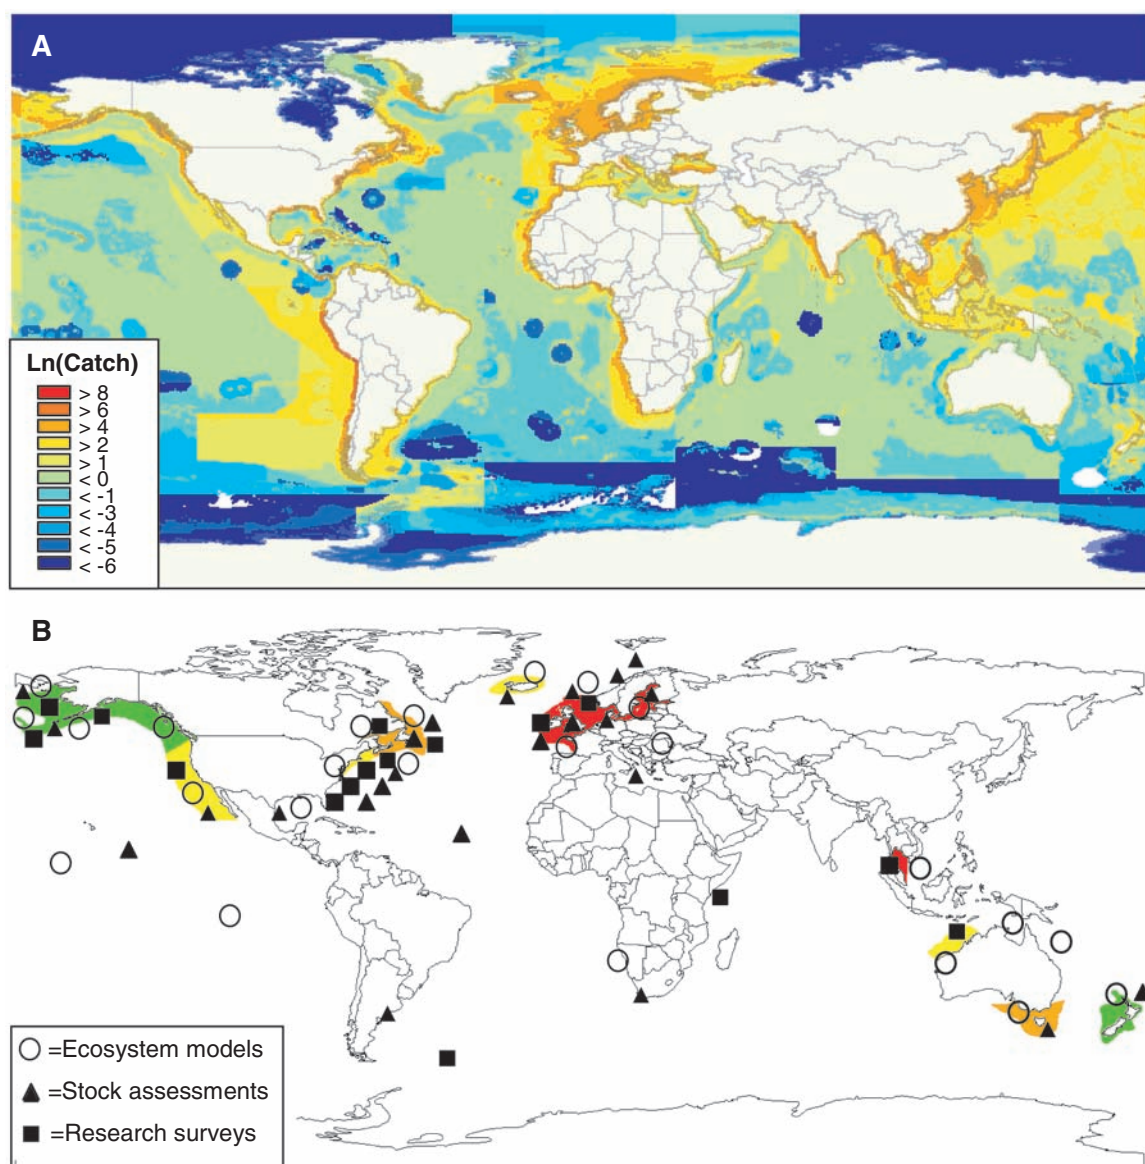 A
Ln(Catch)
> 8
> 6
> 4
> 2
> 1
< 0
< -1
< -3
< -4
< -5
< -6
B
=Ecosystem models
=Stock assessments
=Research surveys